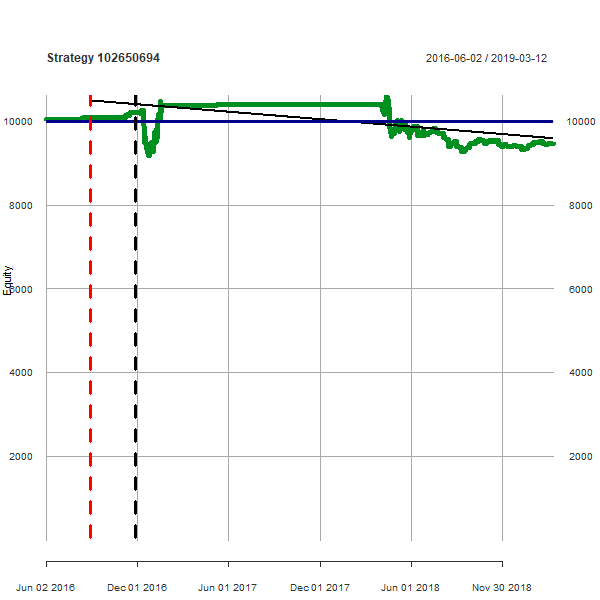 Strategy 102650694
2016-06-02 / 2019-03-12
10000
10000
8000
8000
Equity
6000
6000
4000
4000
2000
2000
Jun 02 2016
Dec 01 2016
Jun 01 2017
Dec 01 2017
Jun 01 2018
Nov 30 2018